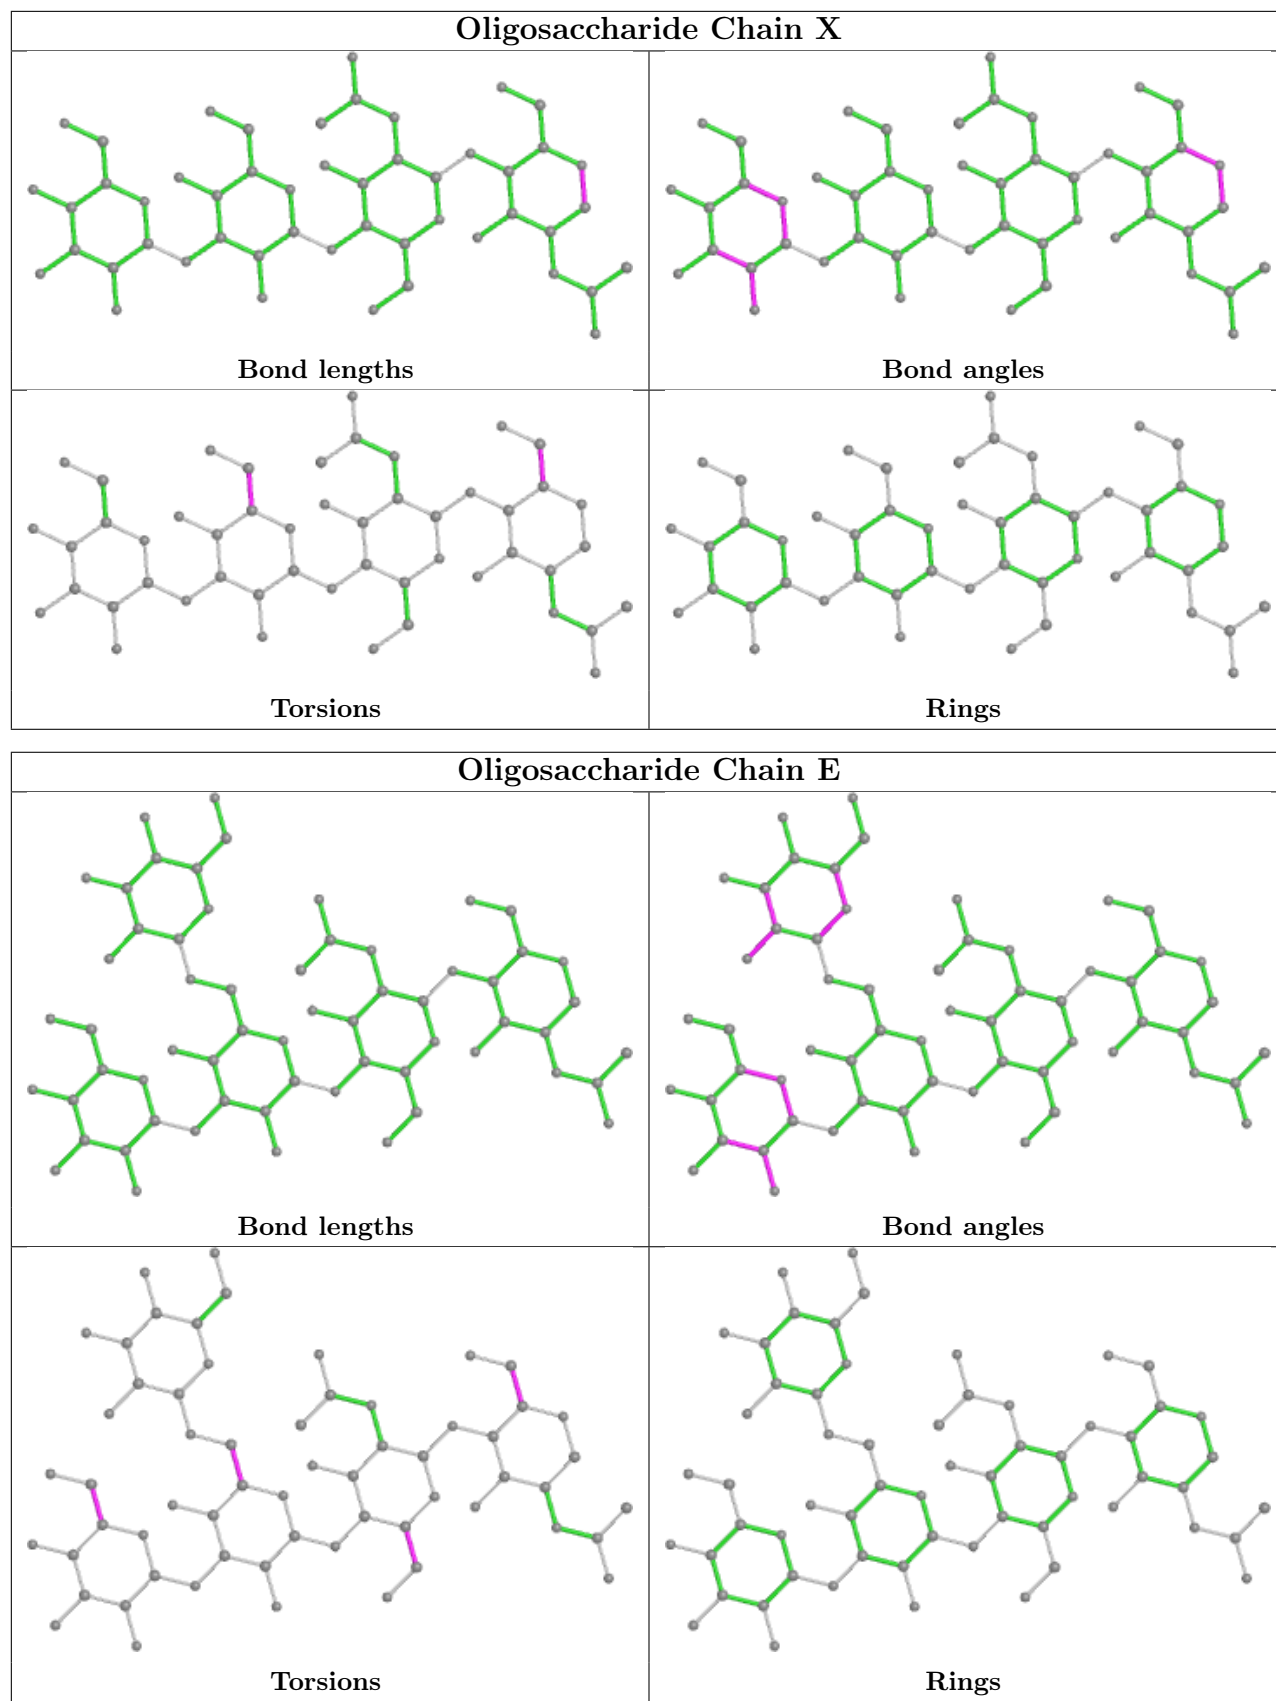 Oligosaccharide Chain X
Bond lengths
Bond angles
Torsions
Rings
Oligosaccharide Chain E
Bond lengths
Bond angles
Torsions
Rings